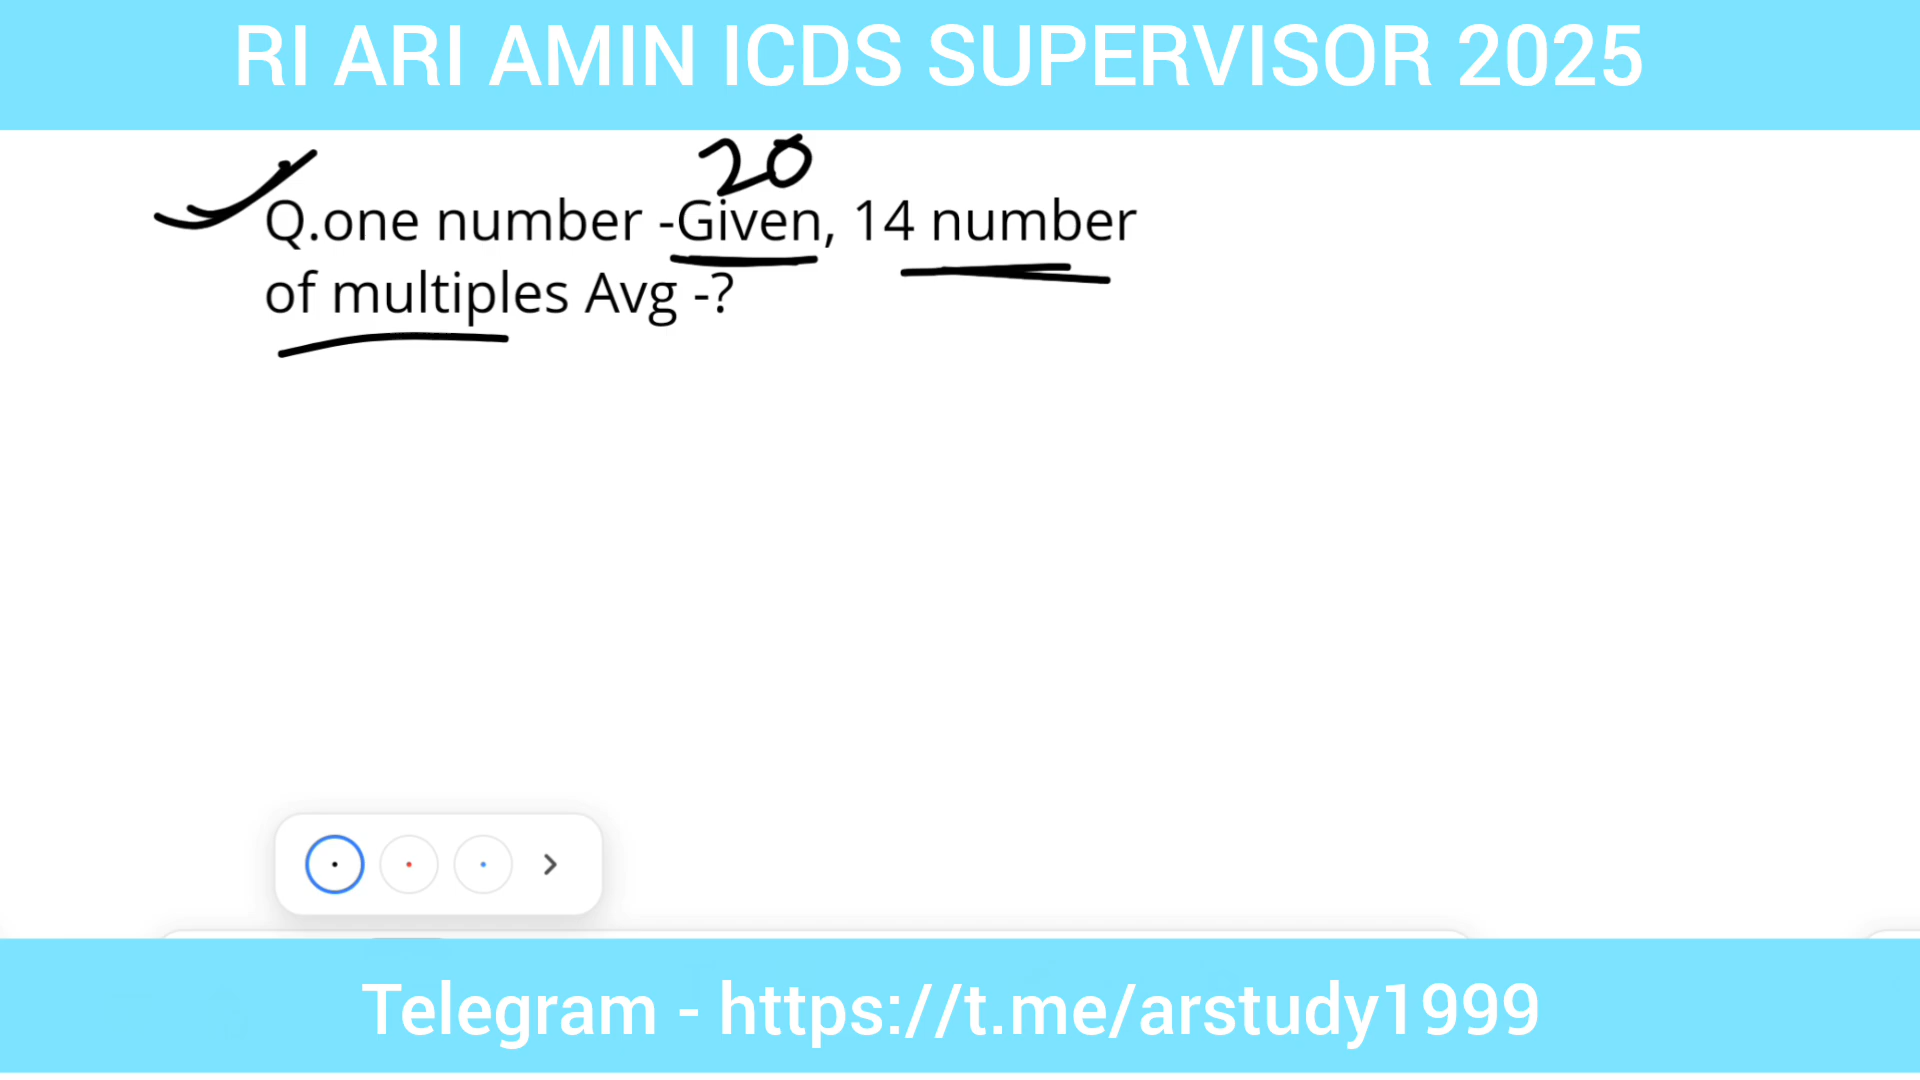 RI ARI AMIN ICDS SUPERVISOR 2025
20
Q.one number -Given, 14 number
of multiples Avg -?
Telegram - https://t.me/arstudy1999